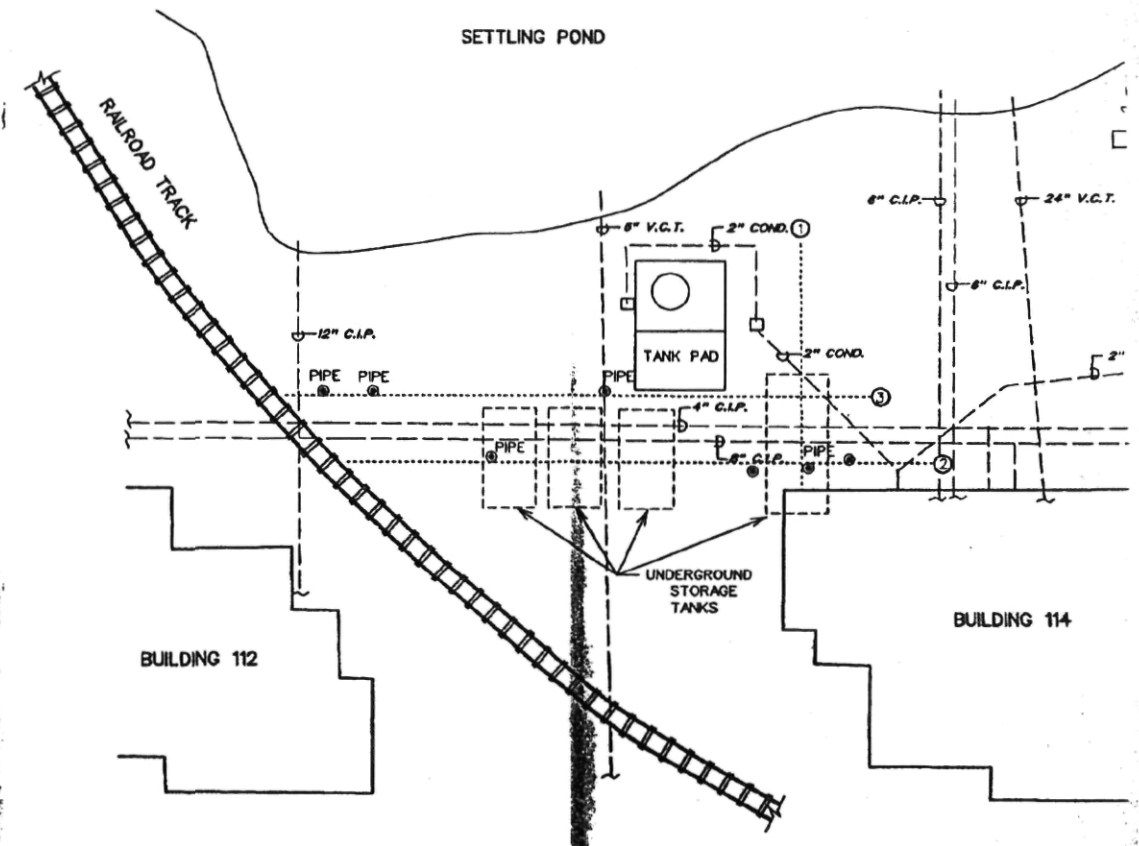 SETTLING POND
RAILROAD TRACK
6" C.I.P.
24" V.C.T.
6" V.C.T.
2" COND.
1
6" C.I.P.
12" C.I.P.
TANK PAD
2" COND.
2"
PIPE
PIPE
PIPE
3
4" C.I.P.
PIPE
6" C.I.P.
PIPE
2
UNDERGROUND
STORAGE
TANKS
BUILDING 112
BUILDING 114